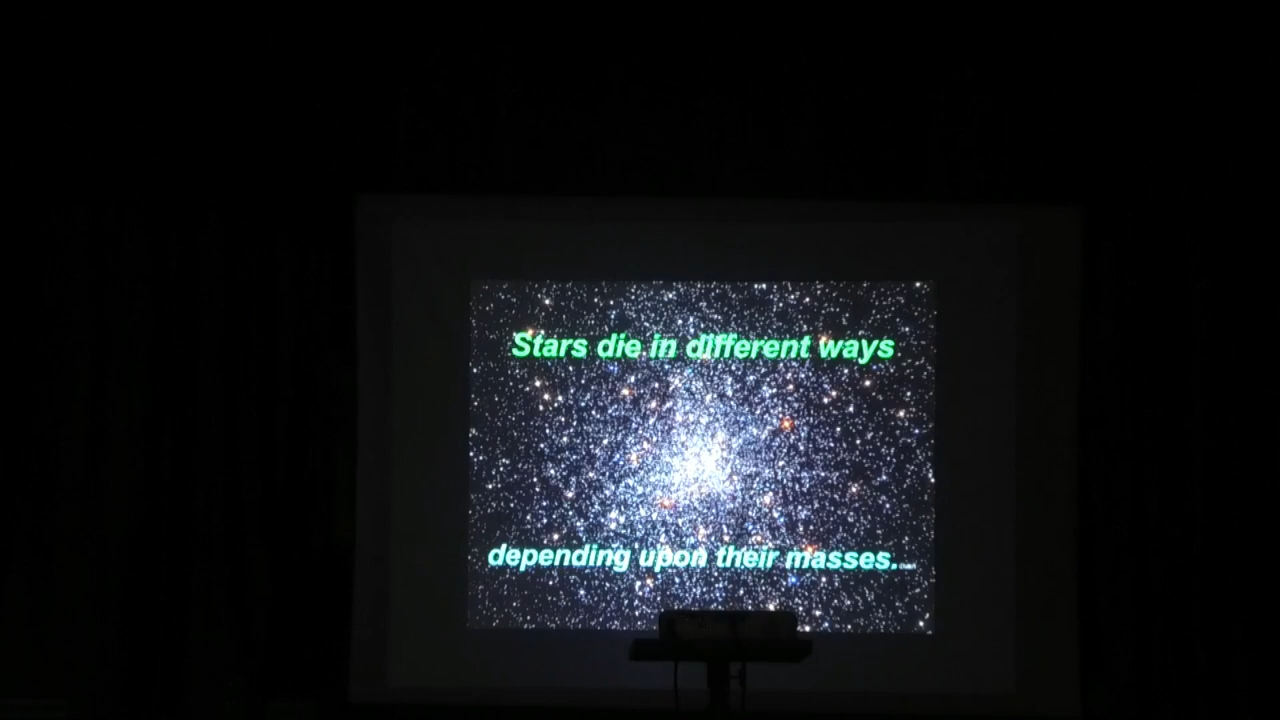 Stars die in different ways
depending upon their masses.